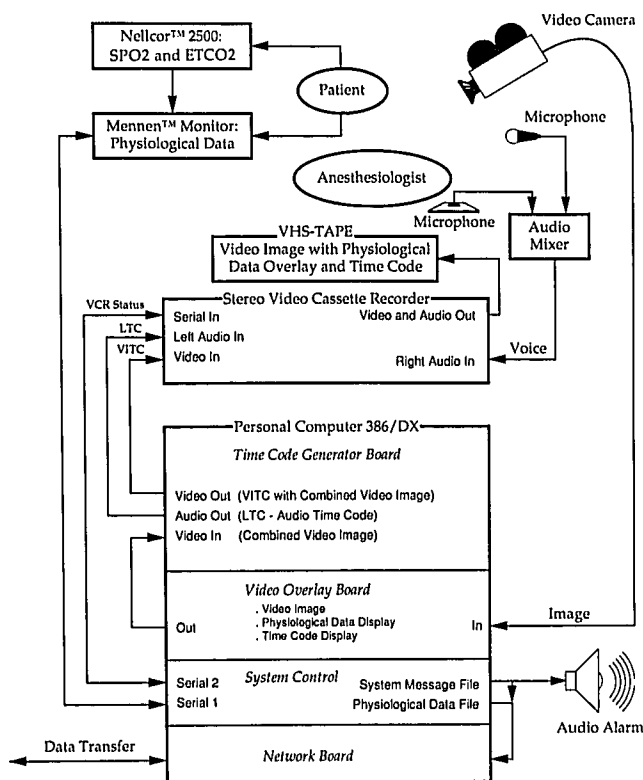 Video Camera
Nellcor™ 2500:
SPO2 and ETCO2
Patient
Mennen™ Monitor:
Physiological Data
Microphone
Anesthesiologist
Microphone
Audio
Mixer
VHS-TAPE
Video Image with Physiological
Data Overlay and Time Code
Stereo Video Cassette Recorder
VCR Status
Serial In
Video and Audio Out
LTC
Left Audio In
VITC
Video In
Right Audio In
Voice
Personal Computer 386/DX
Time Code Generator Board
Video Out (VITC with Combined Video Image)
Audio Out (LTC - Audio Time Code)
Video In (Combined Video Image)
Video Overlay Board
. Video Image
. Physiological Data Display
. Time Code Display
Out
In
Image
System Control
Serial 2
System Message File
Serial 1
Physiological Data File
Audio Alarm
Data Transfer
Network Board